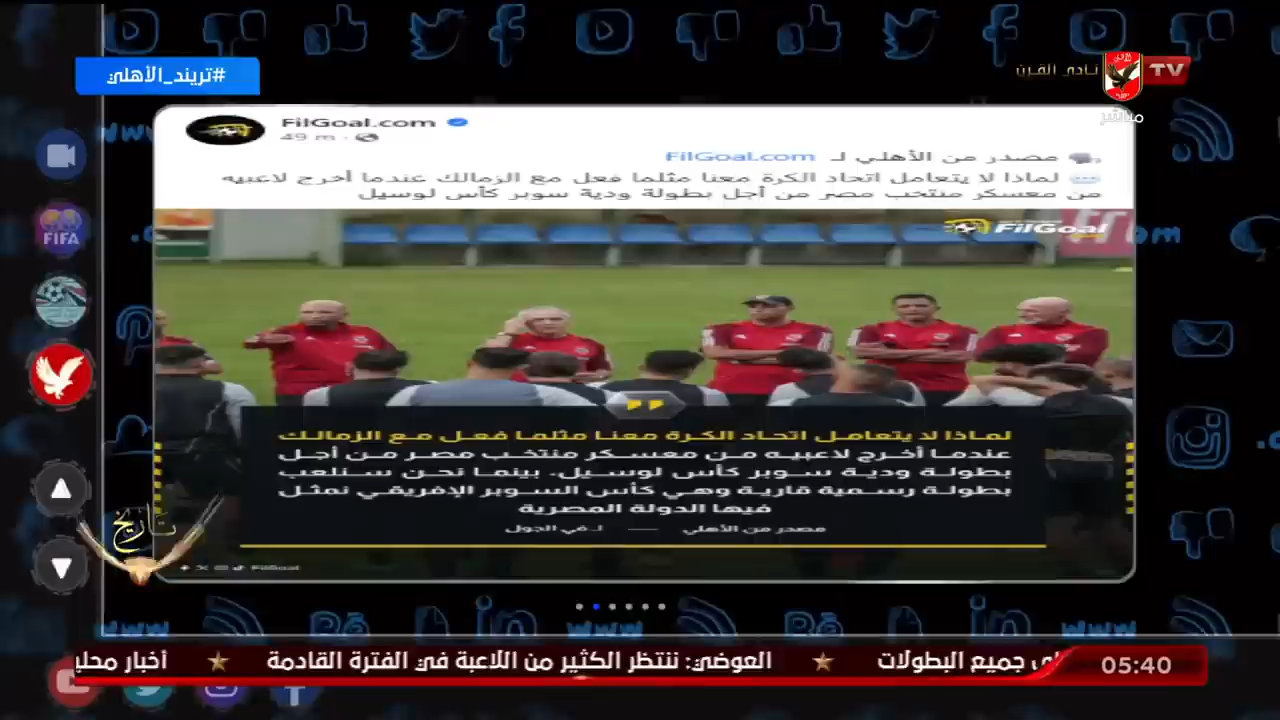 #تريند_الأهلي
نادي القرن
TV
مباشر
FilGoal.com
49 m
مصدر من الأهلي لـ FilGoal.com
لماذا لا يتعامل اتحاد الكرة معنا مثلما فعل مع الزمالك عندما أخرج لاعبيه
من معسكر منتخب مصر من أجل بطولة ودية سوبر كأس لوسيل
FilGoal
FIFA
لماذا لا يتعامل اتحاد الكرة معنا مثلما فعل مع الزمالك
عندما أخرج لاعبيه من معسكر منتخب مصر من أجل
بطولة ودية سوبر كأس لوسيل، بينما نحن سنلعب
بطولة رسمية قارية وهي كأس السوبر الإفريقي نمثل
فيها الدولة المصرية
مصدر من الأهلي — لـ في الجول
تاريخ
FilGoal
جميع البطولات ★ العوضي: ننتظر الكثير من اللاعبة في الفترة القادمة ★ أخبار
05:40